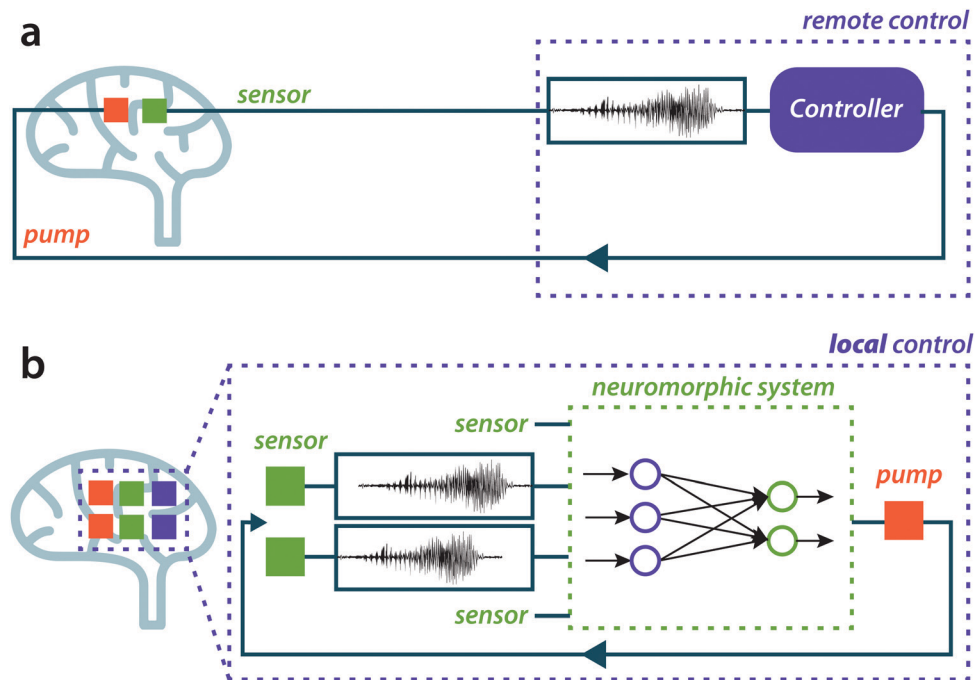 a
remote control
sensor
Controller
pump
b
local control
neuromorphic system
sensor
sensor
pump
sensor